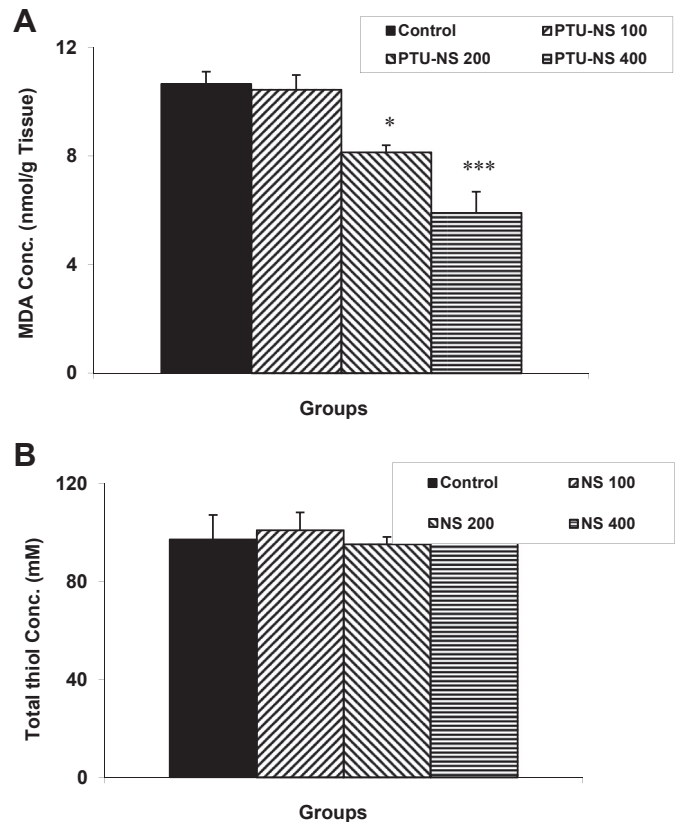 A
Control PTU-NS 100
PTU-NS 200 PTU-NS 400
12
8
4
0
MDA Conc. (nmol/g Tissue)
*
***
Groups
B
Control NS 100
NS 200 NS 400
120
80
40
0
Total thiol Conc. (mM)
Groups